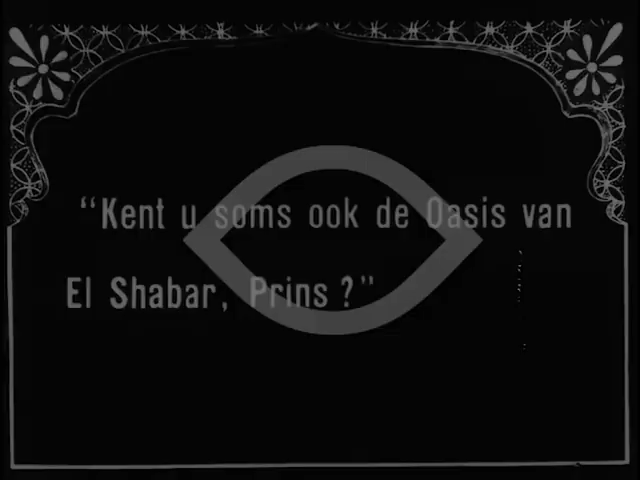 “Kent u soms ook de Oasis van
El Shabar, Prins?”